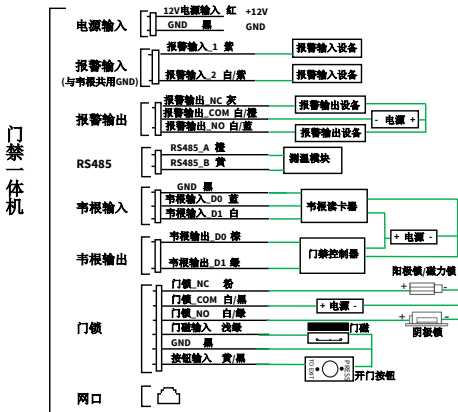 门禁一体机
电源输入
12V电源输入 红 +12V
GND 黑 GND
报警输入
(与韦根共用GND)
报警输入_1 紫 报警输入设备
报警输入_2 白/紫 报警输入设备
报警输出
报警输出_NC 灰 报警输出设备
报警输出_COM 白/橙 - 电源 +
报警输出_NO 白/蓝 报警输出设备
RS485
RS485_A 橙
RS485_B 黄
测温模块
韦根输入
GND 黑
韦根输入_D0 蓝
韦根输入_D1 白
韦根读卡器
+ 电源 -
韦根输出
韦根输出_D0 棕
韦根输出_D1 绿
门禁控制器
阳极锁/磁力锁
门锁
门锁_NC 粉 + -
门锁_COM 白/黑 + 电源 -
门锁_NO 白/绿 + -
阴极锁
门磁输入 浅绿 门磁
GND 黑
按钮输入 黄/黑
TO EXIT PRESS
开门按钮
网口